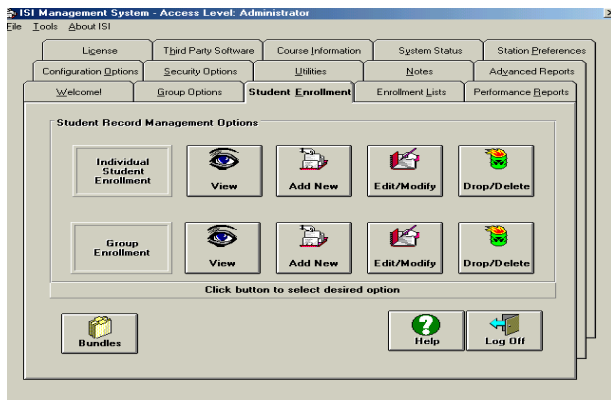 ISI Management System - Access Level: Administrator
File Tools About ISI
License Third Party Software Course Information System Status Station Preferences
Configuration Options Security Options Utilities Notes Advanced Reports
Welcome! Group Options Student Enrollment Enrollment Lists Performance Reports
Student Record Management Options
Individual
Student
Enrollment
View Add New Edit/Modify Drop/Delete
Group
Enrollment
View Add New Edit/Modify Drop/Delete
Click button to select desired option
Bundles Help Log Off